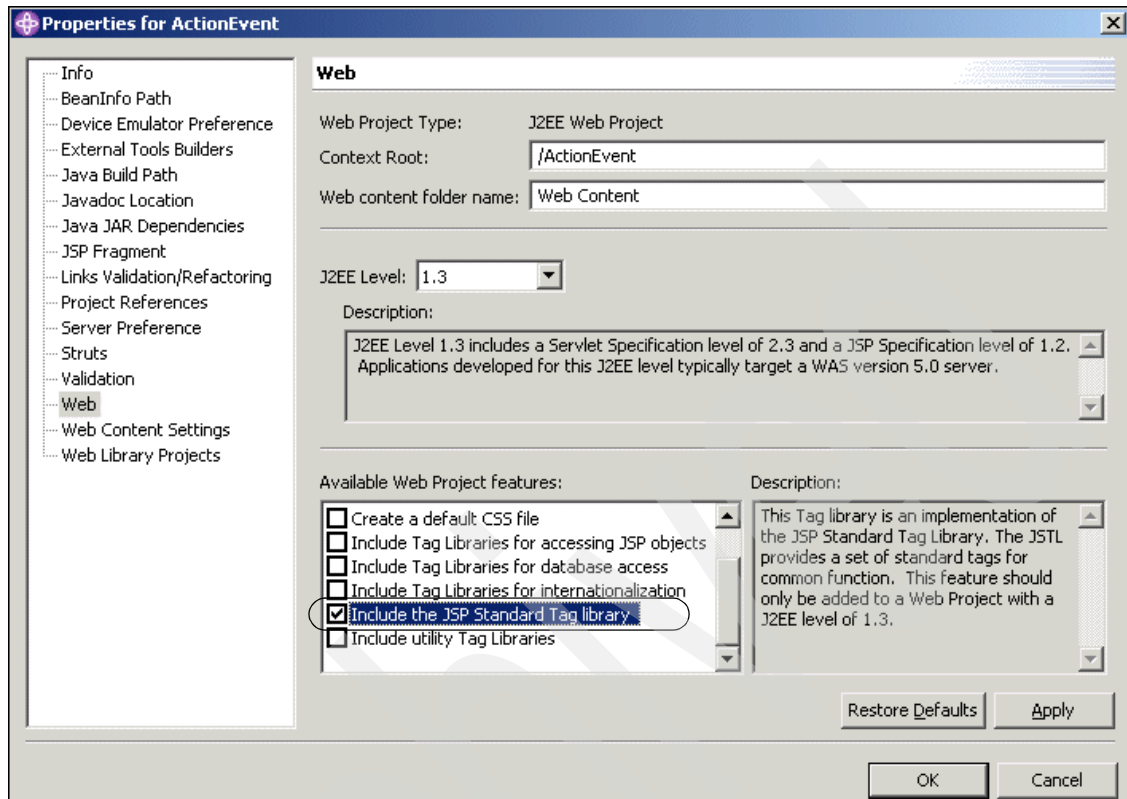 Properties for ActionEvent
Info
BeanInfo Path
Device Emulator Preference
External Tools Builders
Java Build Path
Javadoc Location
Java JAR Dependencies
JSP Fragment
Links Validation/Refactoring
Project References
Server Preference
Struts
Validation
Web
Web Content Settings
Web Library Projects
Web
Web Project Type: J2EE Web Project
Context Root: /ActionEvent
Web content folder name: Web Content
J2EE Level: 1.3
Description:
J2EE Level 1.3 includes a Servlet Specification level of 2.3 and a JSP Specification level of 1.2.
Applications developed for this J2EE level typically target a WAS version 5.0 server.
Available Web Project features:
Create a default CSS file
Include Tag Libraries for accessing JSP objects
Include Tag Libraries for database access
Include Tag Libraries for internationalization
Include the JSP Standard Tag library
Include utility Tag Libraries
Description:
This Tag library is an implementation of
the JSP Standard Tag Library. The JSTL
provides a set of standard tags for
common function. This feature should
only be added to a Web Project with a
J2EE level of 1.3.
Restore Defaults
Apply
OK
Cancel